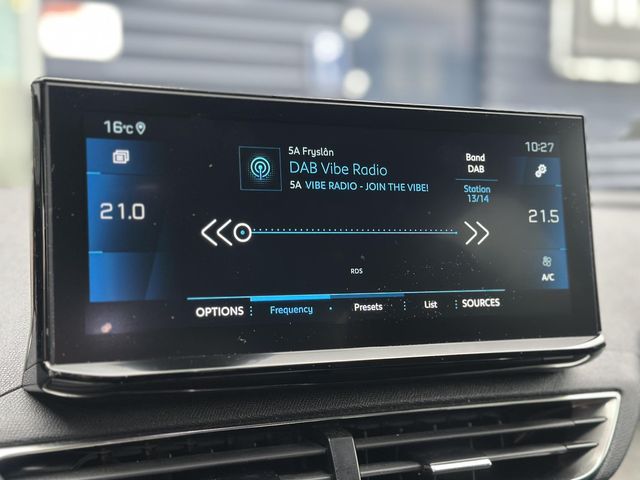 16°C
10:27
5A Fryslân
DAB Vibe Radio
5A VIBE RADIO - JOIN THE VIBE!
Band
DAB
Station
13/14
21.0
21.5
RDS
A/C
OPTIONS
Frequency
Presets
List
SOURCES